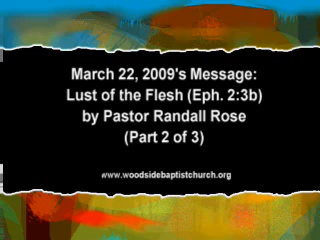 March 22, 2009's Message:
Lust of the Flesh (Eph. 2:3b)
by Pastor Randall Rose
(Part 2 of 3)
www.woodsidebaptistchurch.org